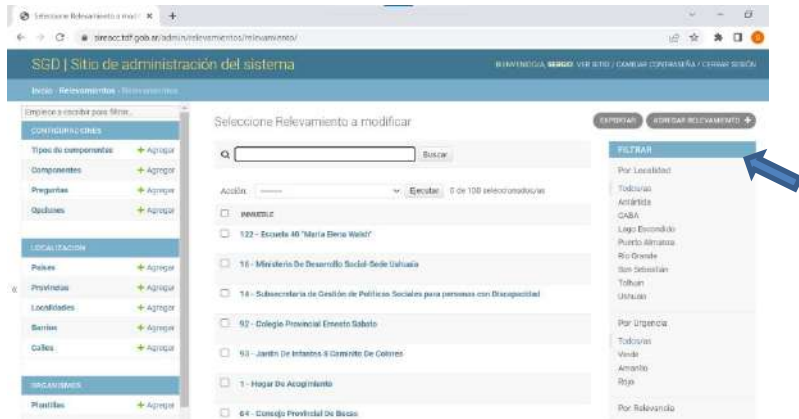 Seleccione Relevamiento a modif
sireocc.tdf.gob.ar/admin/relevamientos/relevamiento/
SGD | Sitio de administración del sistema
BIENVENIDO/A, SERGIO. VER SITIO / CAMBIAR CONTRASEÑA / CERRAR SESIÓN
Inicio › Relevamientos › Relevamientos
Empiece a escribir para filtrar...
CONFIGURACIONES
Tipos de componentes + Agregar
Componentes + Agregar
Preguntas + Agregar
Opciones + Agregar
LOCALIZACION
Países + Agregar
Provincias + Agregar
Localidades + Agregar
Barrios + Agregar
Calles + Agregar
ORGANISMOS
Plantillas + Agregar
Seleccione Relevamiento a modificar
EXPORTAR
AGREGAR RELEVAMIENTO +
Buscar
Acción: -------- Ejecutar 0 de 100 seleccionados/as
INMUEBLE
122 - Escuela 40 "Maria Elena Walsh"
16 - Ministerio De Desarrollo Social-Sede Ushuaia
14 - Subsecretaria de Gestión de Políticas Sociales para personas con Discapacidad
92 - Colegio Provincial Ernesto Sabato
93 - Jardín De Infantes 8 Caminito De Colores
1 - Hogar De Acogimiento
64 - Consejo Provincial De Becas
FILTRAR
Por Localidad
Todos/as
Antártida
CABA
Lago Escondido
Puerto Almanza
Rio Grande
San Sebastián
Tolhuin
Ushuaia
Por Urgencia
Todos/as
Verde
Amarillo
Rojo
Por Relevancia